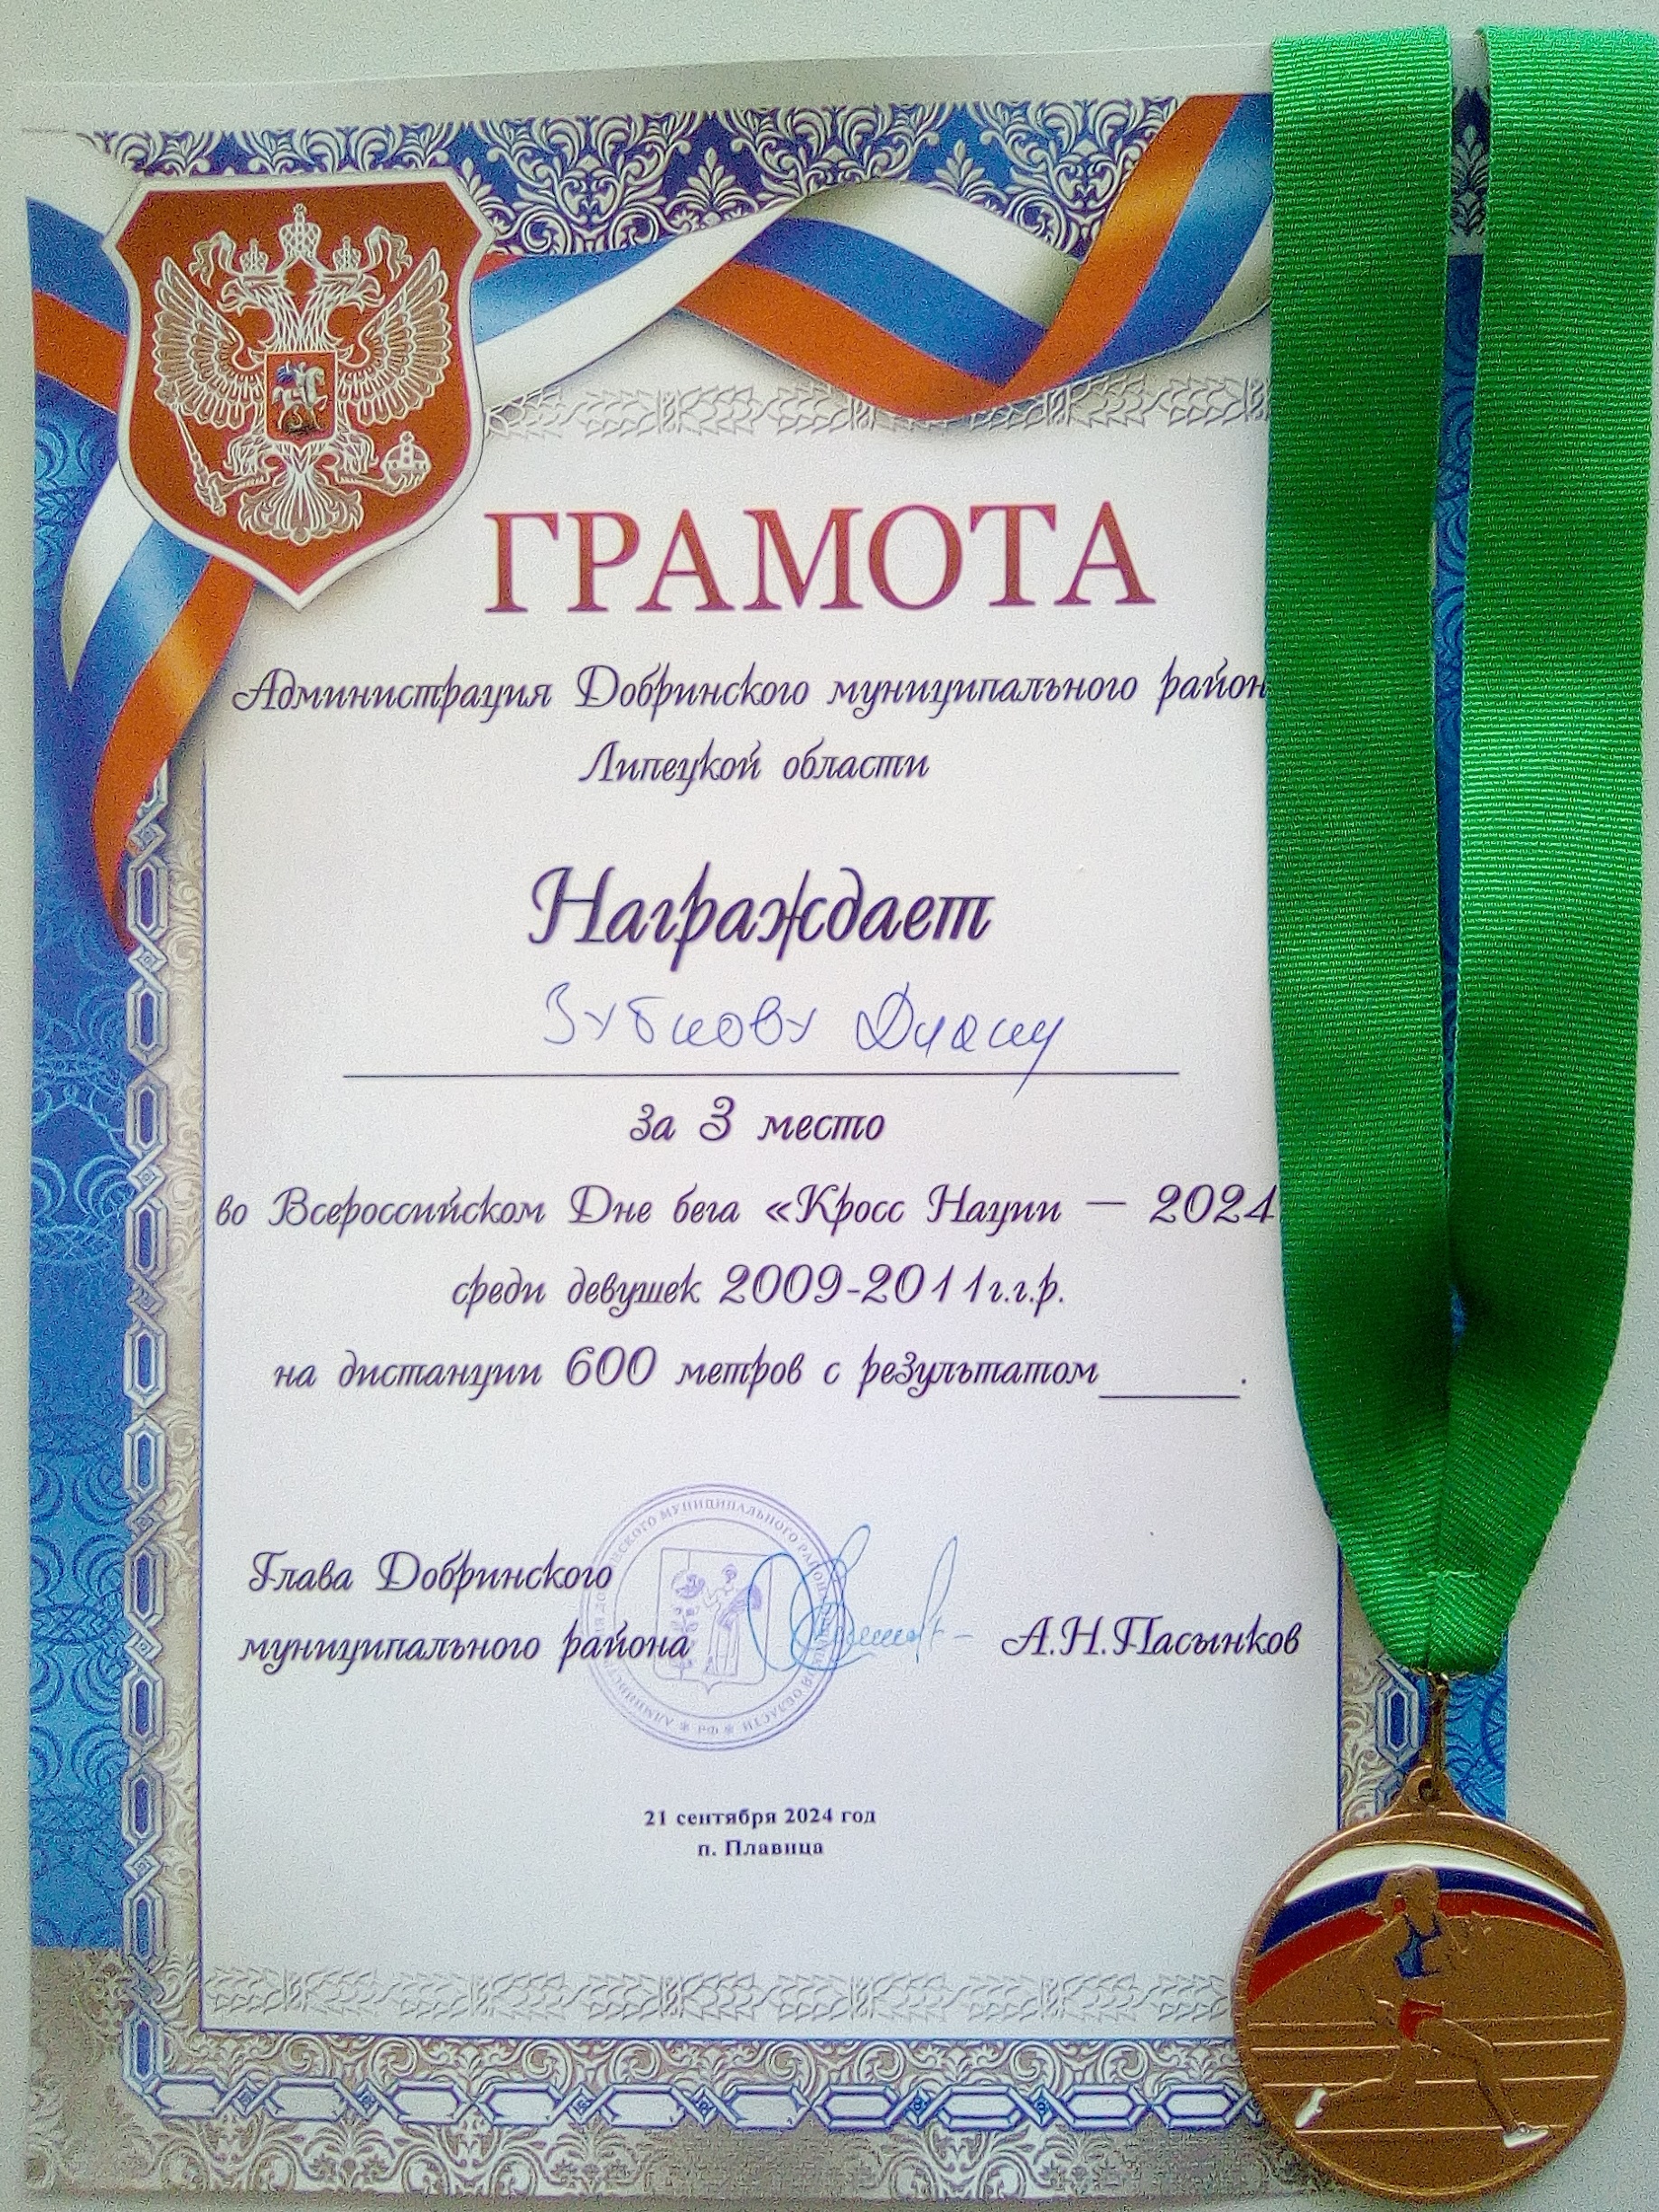 ГРАМОТА
Администрация Добринского муниципального район
Липецкой области
Награждает
Зубкову Диану
за 3 место
во Всероссийском Дне бега «Кросс Нации — 2024
среди девушек 2009-2011г.г.р.
на дистанции 600 метров с результатом_______.
Глава Добринского
муниципального района
А.Н.Пасынков
21 сентября 2024 год
п. Плавица